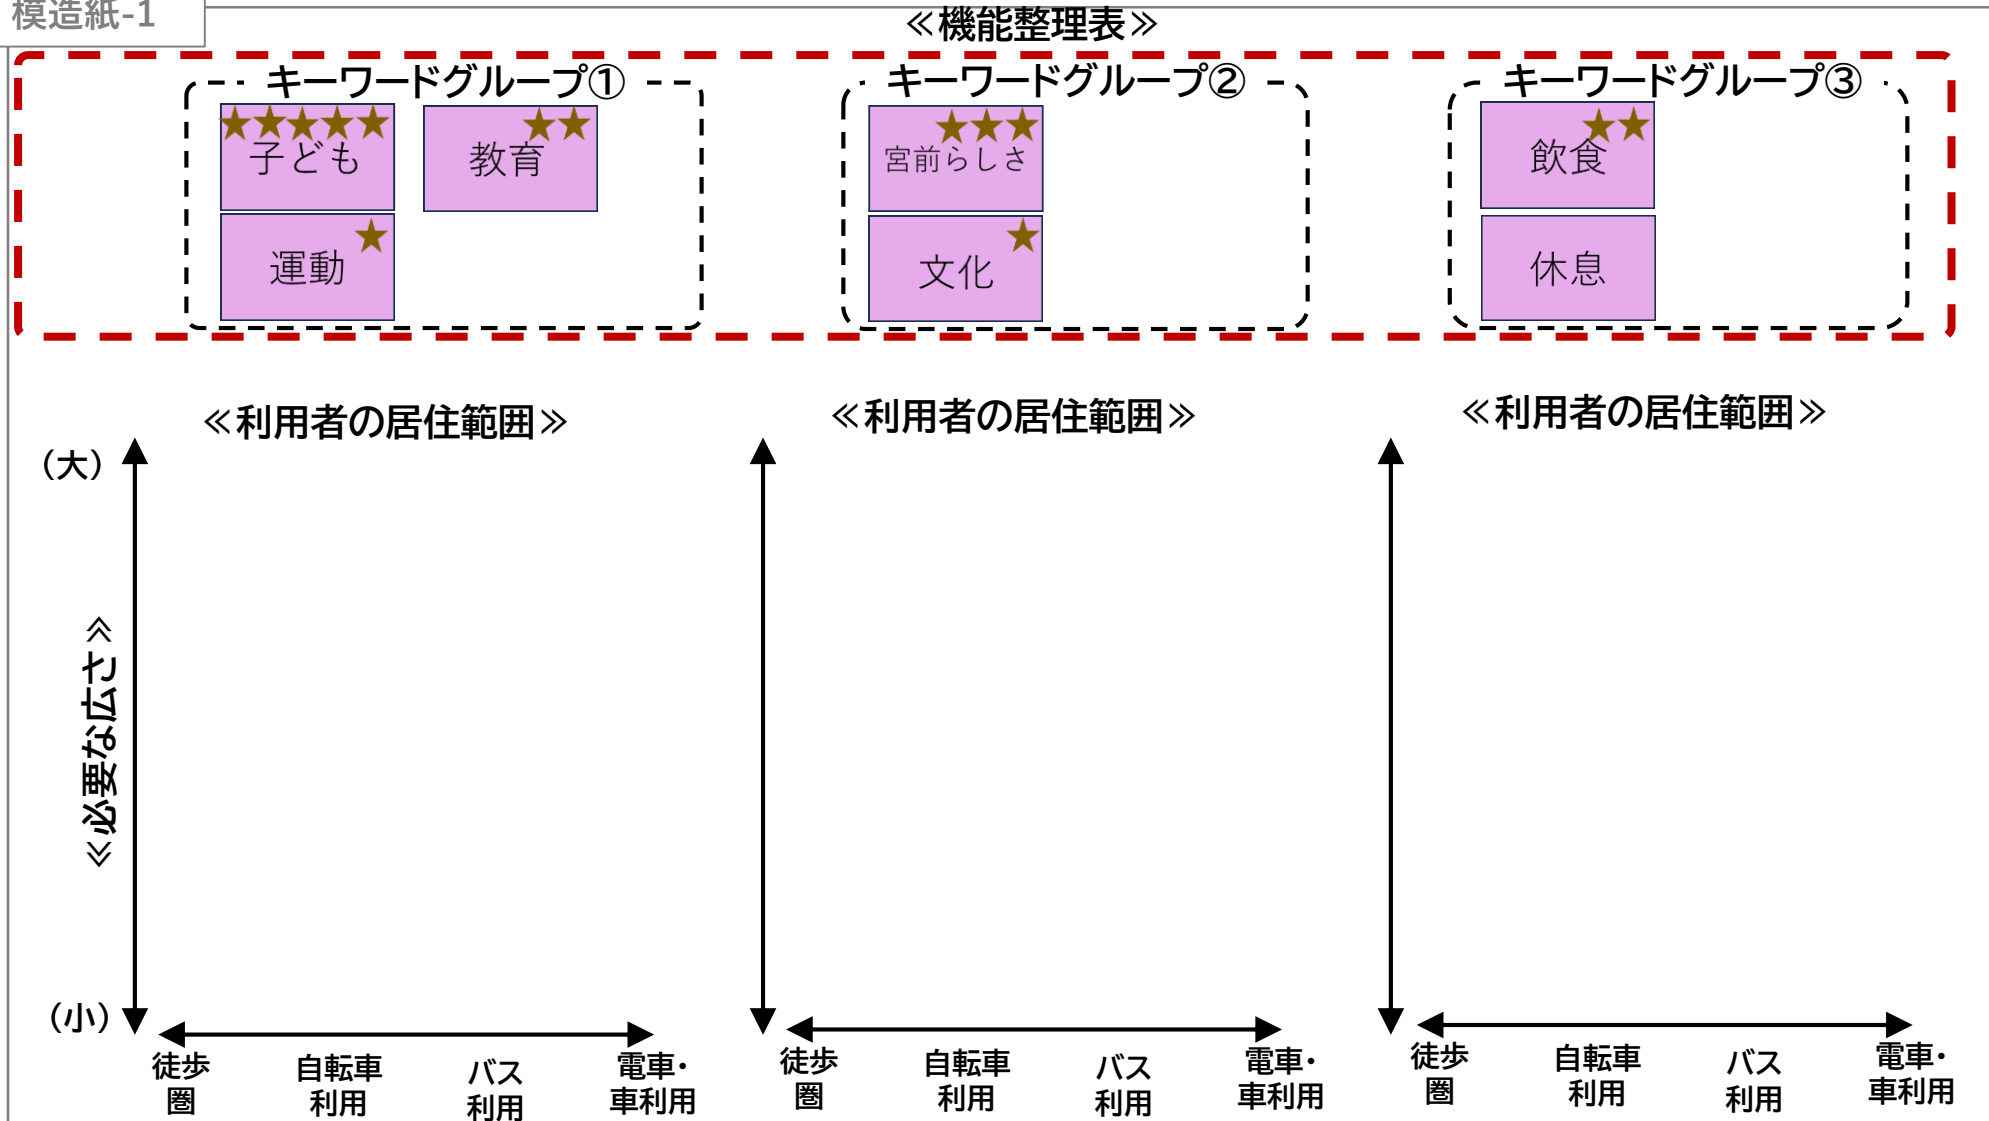 模造紙-1
≪機能整理表≫
キーワードグループ①
★★★★★
子ども
★★
教育
★
運動
キーワードグループ②
★★★
宮前らしさ
★
文化
キーワードグループ③
★★
飲食
休息
≪利用者の居住範囲≫
≪利用者の居住範囲≫
≪利用者の居住範囲≫
（大）
≪必要な広さ≫
（小）
徒歩
圏
自転車
利用
バス
利用
電車・
車利用
徒歩
圏
自転車
利用
バス
利用
電車・
車利用
徒歩
圏
自転車
利用
バス
利用
電車・
車利用